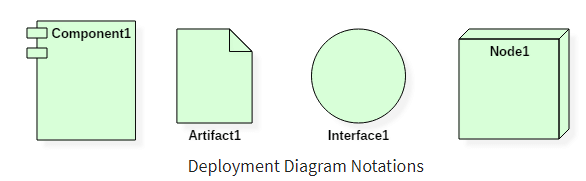 Component1
Node1
Artifact1
Interface1
Deployment Diagram Notations